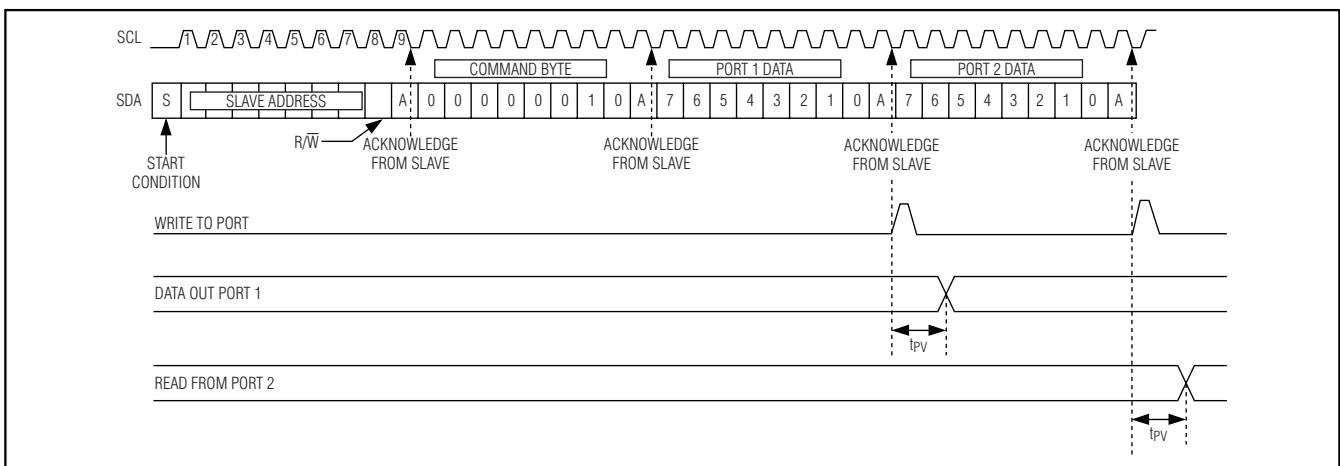 SCL 1 2 3 4 5 6 7 8 9
COMMAND BYTE PORT 1 DATA PORT 2 DATA
SDA S SLAVE ADDRESS A 0 0 0 0 0 0 1 0 A 7 6 5 4 3 2 1 0 A 7 6 5 4 3 2 1 0 A
R/W̅
START
CONDITION
ACKNOWLEDGE
FROM SLAVE
ACKNOWLEDGE
FROM SLAVE
ACKNOWLEDGE
FROM SLAVE
ACKNOWLEDGE
FROM SLAVE
WRITE TO PORT
DATA OUT PORT 1
tPV
READ FROM PORT 2
tPV